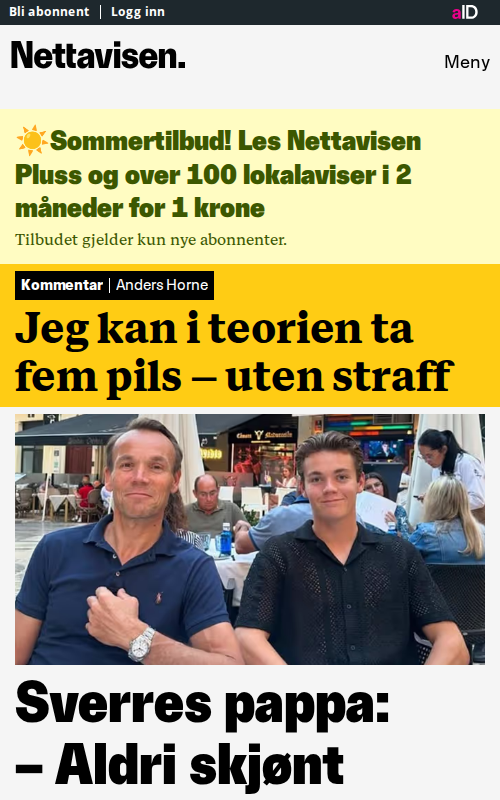 Bli abonnent | Logg inn
aID
Nettavisen.
Meny
Sommertilbud! Les Nettavisen
Pluss og over 100 lokalaviser i 2
måneder for 1 krone
Tilbudet gjelder kun nye abonnenter.
Kommentar | Anders Horne
Jeg kan i teorien ta
fem pils – uten straff
Sverres pappa:
– Aldri skjønt